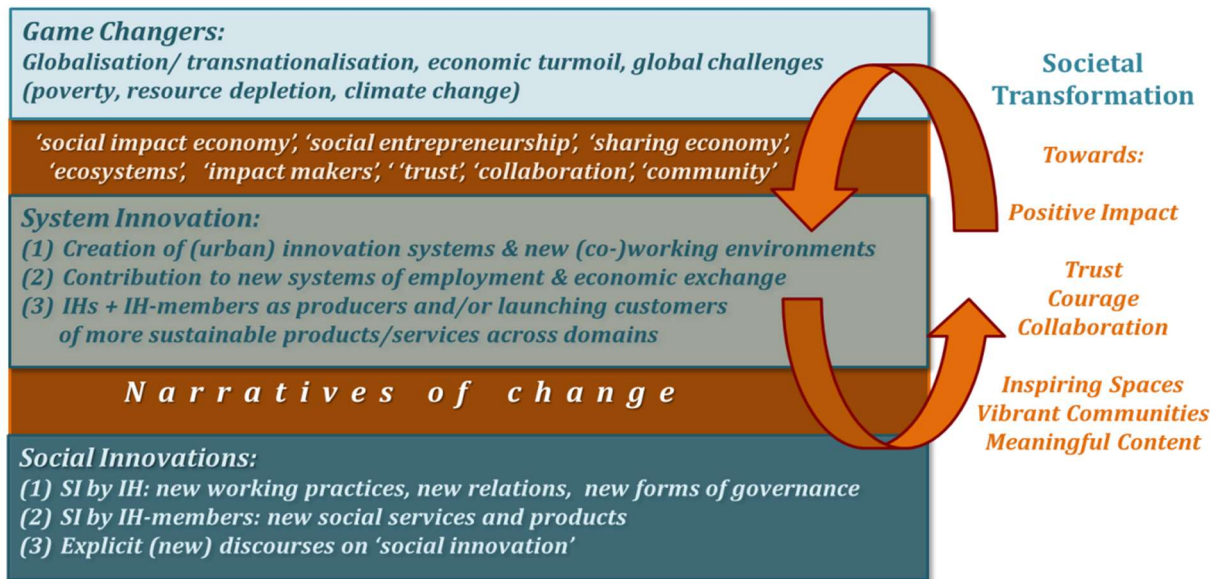 Game Changers:
Globalisation/ transnationalisation, economic turmoil, global challenges
(poverty, resource depletion, climate change)
‘social impact economy’, ‘social entrepreneurship’, ‘sharing economy’,
‘ecosystems’, ‘impact makers’, ‘ ‘trust’, ‘collaboration’, ‘community’
System Innovation:
(1) Creation of (urban) innovation systems & new (co-)working environments
(2) Contribution to new systems of employment & economic exchange
(3) IHs + IH-members as producers and/or launching customers
of more sustainable products/services across domains
Narratives of change
Social Innovations:
(1) SI by IH: new working practices, new relations, new forms of governance
(2) SI by IH-members: new social services and products
(3) Explicit (new) discourses on ‘social innovation’
Societal
Transformation
Towards:
Positive Impact
Trust
Courage
Collaboration
Inspiring Spaces
Vibrant Communities
Meaningful Content